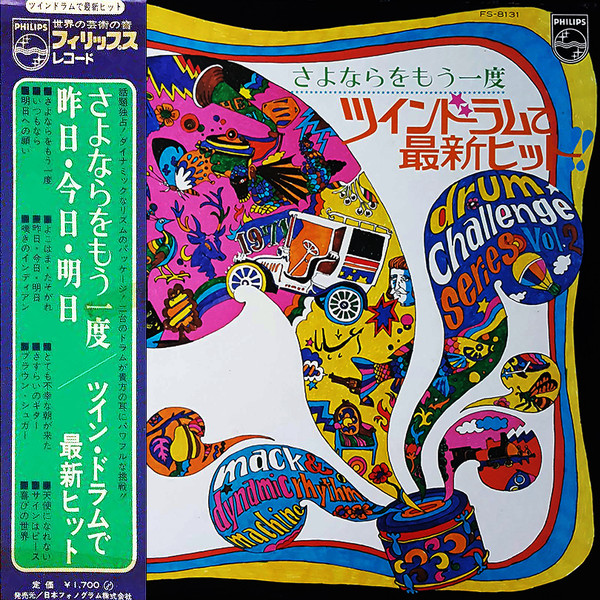 ツインドラムで最新ヒット
PHILIPS
世界の芸術の音
フィリップス
レコード
話題独占!ダイナミックなリズムのパッケージ!二台のドラムが貴方の耳にパワフルな挑戦!!
さよならをもう一度/ツイン・ドラムで
昨日・今日・明日
最新ヒット
■さよならをもう一度
■いつもなら
■明日への願い
■よこはま・たそがれ
■昨日・今日・明日
■嘆きのインディアン
■とても不幸な朝が来た
■さすらいのギター
■ブラウン・シュガー
■天使になれない
■サインはピース
■喜びの世界
定価 ¥1,700
発売元/日本フォノグラム株式会社
FS-8131
PHILIPS
さよならをもう一度
ツインドラムで
最新ヒット!!
drum
challenge
series Vol.2
1971
mack &
dynamic rhythm
machine